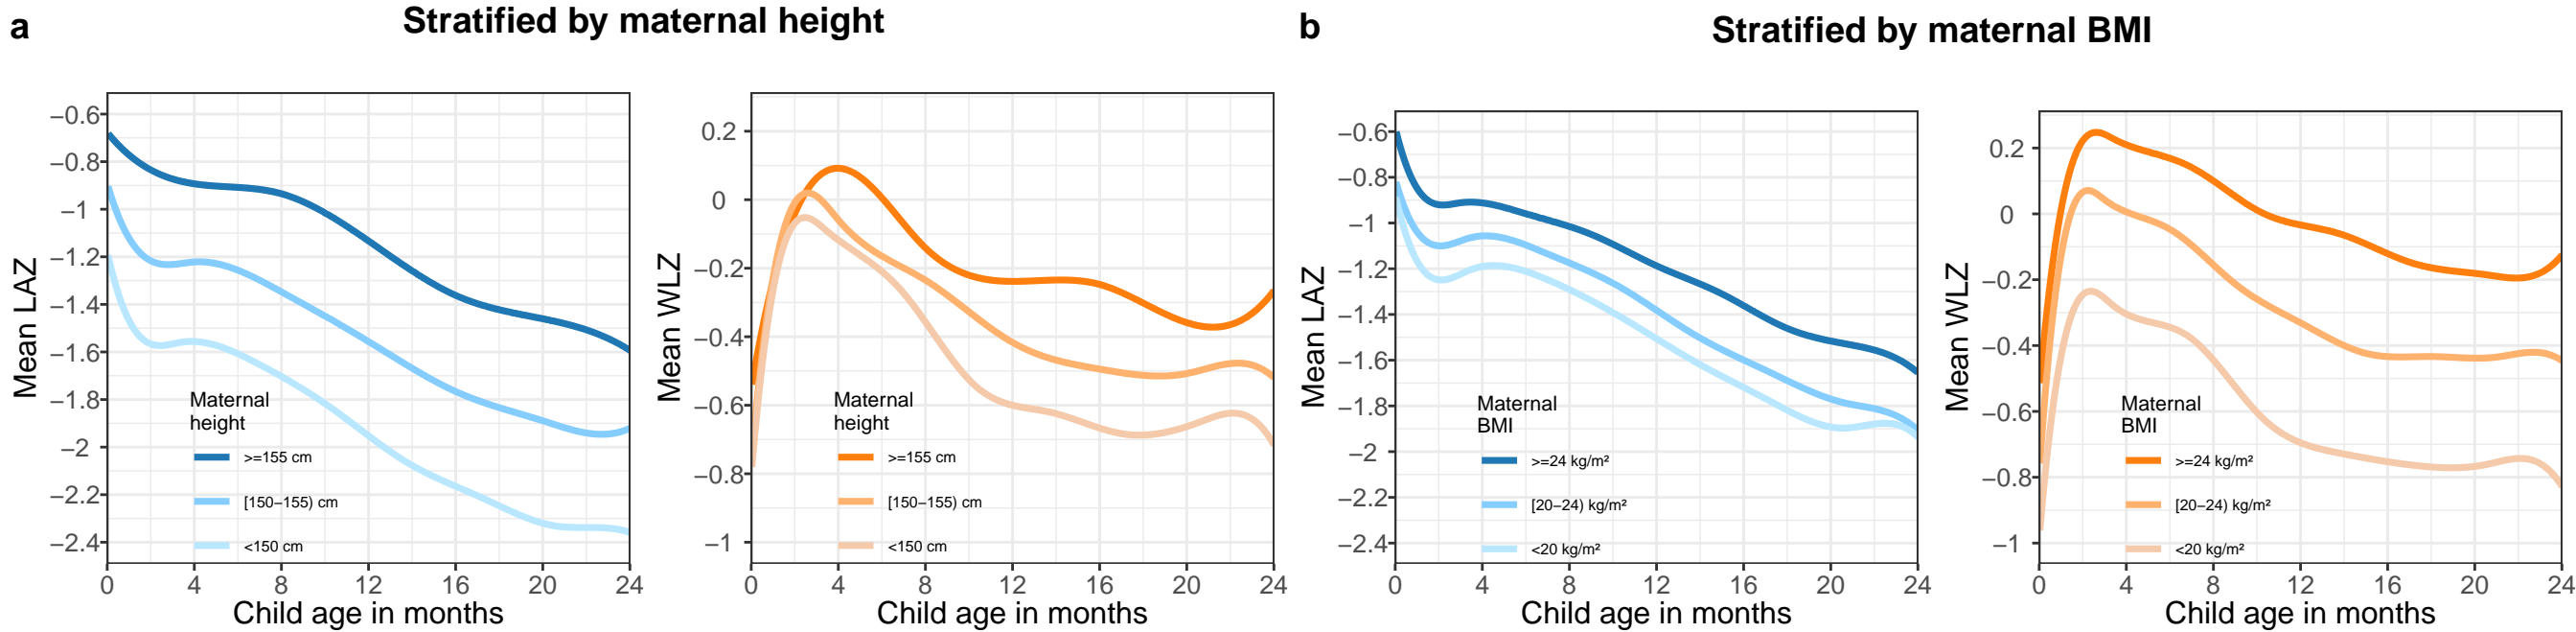 a
Stratified by maternal height
b
Stratified by maternal BMI
Mean LAZ
−0.6
−0.8
−1
−1.2
−1.4
−1.6
−1.8
−2
−2.2
−2.4
Maternal
height
>=155 cm
[150−155) cm
<150 cm
0 4 8 12 16 20 24
Child age in months
Mean WLZ
0.2
0
−0.2
−0.4
−0.6
−0.8
−1
Maternal
height
>=155 cm
[150−155) cm
<150 cm
0 4 8 12 16 20 24
Child age in months
Mean LAZ
−0.6
−0.8
−1
−1.2
−1.4
−1.6
−1.8
−2
−2.2
−2.4
Maternal
BMI
>=24 kg/m²
[20−24) kg/m²
<20 kg/m²
0 4 8 12 16 20 24
Child age in months
Mean WLZ
0.2
0
−0.2
−0.4
−0.6
−0.8
−1
Maternal
BMI
>=24 kg/m²
[20−24) kg/m²
<20 kg/m²
0 4 8 12 16 20 24
Child age in months